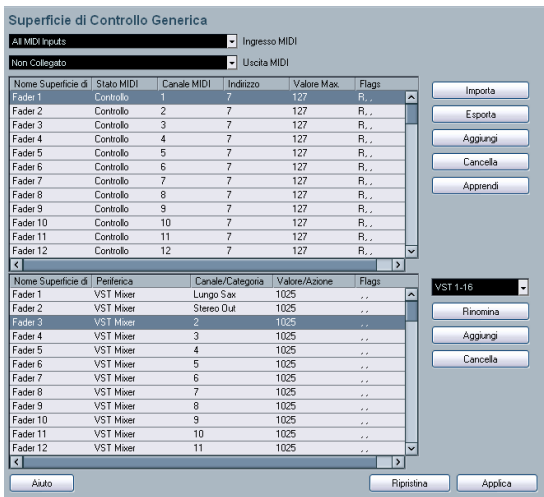 Superficie di Controllo Generica
All MIDI Inputs Ingresso MIDI
Non Collegato Uscita MIDI
Nome Superficie di Stato MIDI Canale MIDI Indiirizzo Valore Max. Flags
Fader 1 Controllo 1 7 127 R, ,
Fader 2 Controllo 2 7 127 R, ,
Fader 3 Controllo 3 7 127 R, ,
Fader 4 Controllo 4 7 127 R, ,
Fader 5 Controllo 5 7 127 R, ,
Fader 6 Controllo 6 7 127 R, ,
Fader 7 Controllo 7 7 127 R, ,
Fader 8 Controllo 8 7 127 R, ,
Fader 9 Controllo 9 7 127 R, ,
Fader 10 Controllo 10 7 127 R, ,
Fader 11 Controllo 11 7 127 R, ,
Fader 12 Controllo 12 7 127 R, ,
Importa
Esporta
Aggiungi
Cancella
Apprendi
Nome Superficie di Periferica Canale/Categoria Valore/Azione Flags
Fader 1 VST Mixer Lungo Sax 1025 , ,
Fader 2 VST Mixer Stereo Out 1025 , ,
Fader 3 VST Mixer 2 1025 , ,
Fader 4 VST Mixer 3 1025 , ,
Fader 5 VST Mixer 4 1025 , ,
Fader 6 VST Mixer 5 1025 , ,
Fader 7 VST Mixer 6 1025 , ,
Fader 8 VST Mixer 7 1025 , ,
Fader 9 VST Mixer 8 1025 , ,
Fader 10 VST Mixer 9 1025 , ,
Fader 11 VST Mixer 10 1025 , ,
Fader 12 VST Mixer 11 1025 , ,
VST 1-16
Rinomina
Aggiungi
Cancella
Aiuto Ripristina Applica